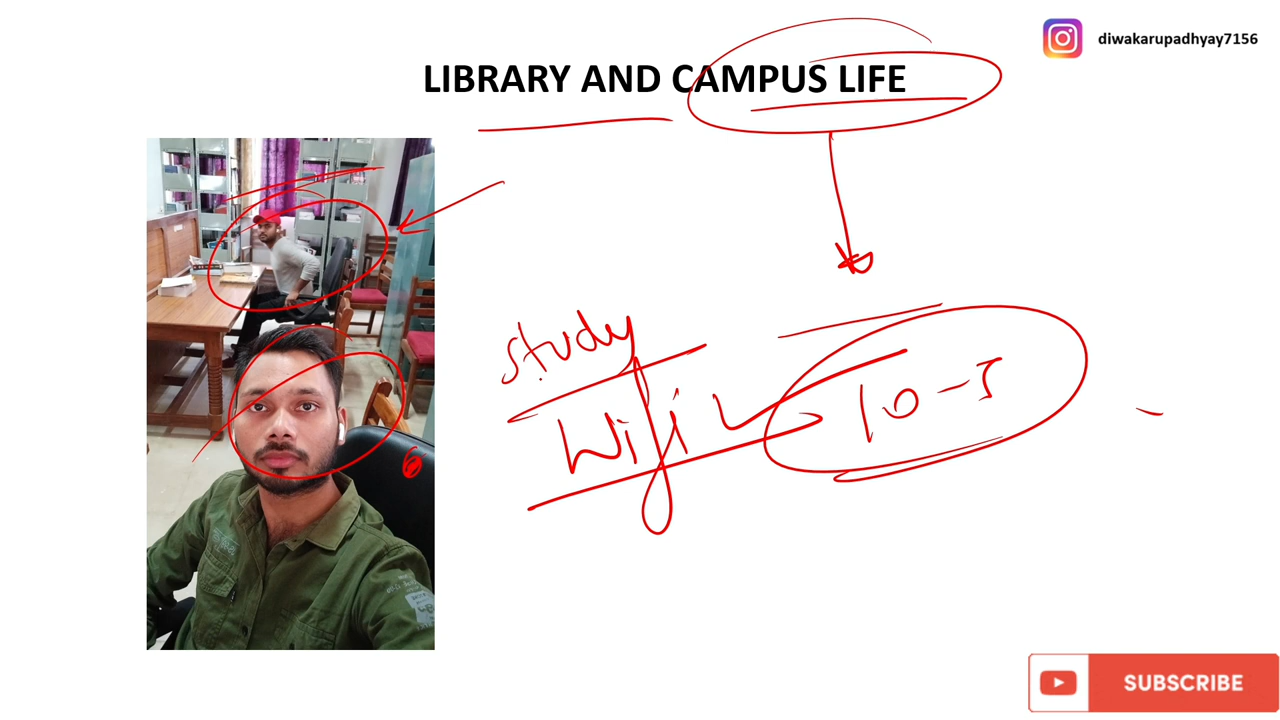 diwakarupadhyay7156
LIBRARY AND CAMPUS LIFE
study
Wifi
10-5
SUBSCRIBE